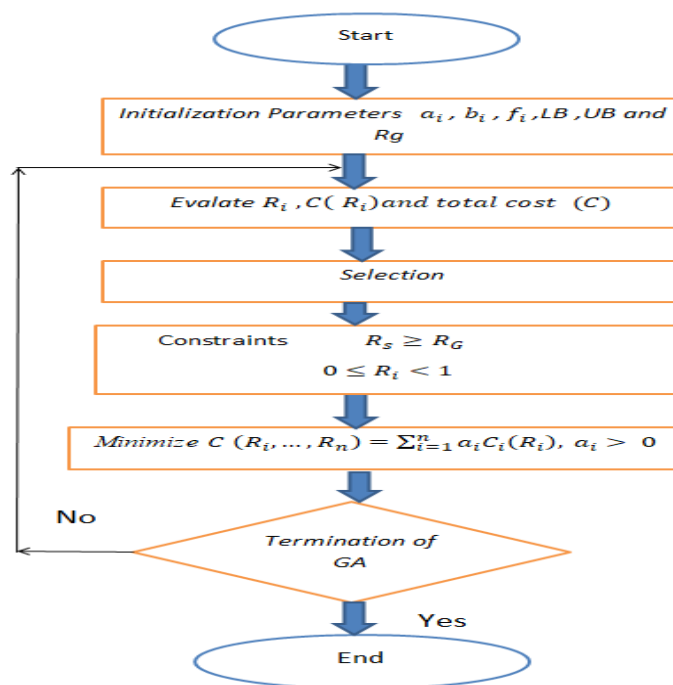 Start
Initialization Parameters a_i, b_i, f_i ,LB ,UB and
Rg
Evalate R_i ,C( R_i)and total cost (C)
Selection
Constraints R_s ≥ R_G
0 ≤ R_i < 1
Minimize C (R_i, … , R_n) = ∑_{i=1}^{n} a_i C_i(R_i), a_i > 0
No
Termination of
GA
Yes
End